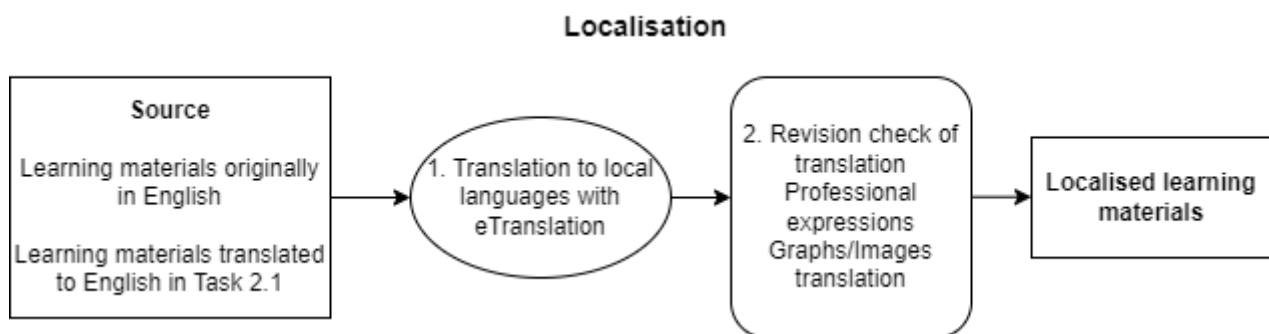 Localisation
Source
Learning materials originally
in English
Learning materials translated
to English in Task 2.1
1. Translation to local
languages with
eTranslation
2. Revision check of
translation
Professional
expressions
Graphs/Images
translation
Localised learning
materials